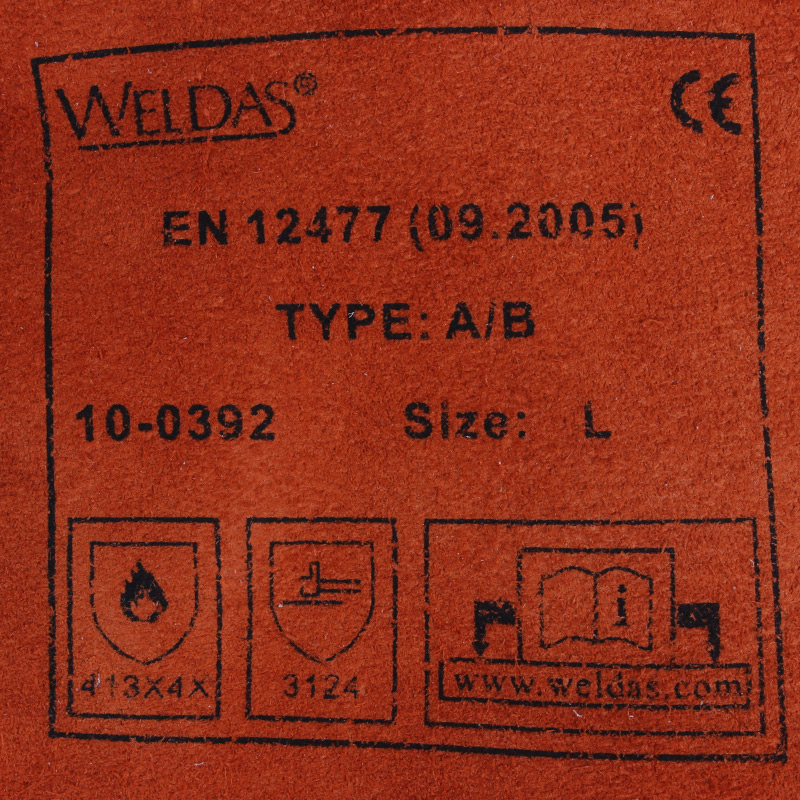 WELDAS®
CE
EN 12477 (09.2005)
TYPE: A/B
10-0392 Size: L
413X4X
3124
i
www.weldas.com